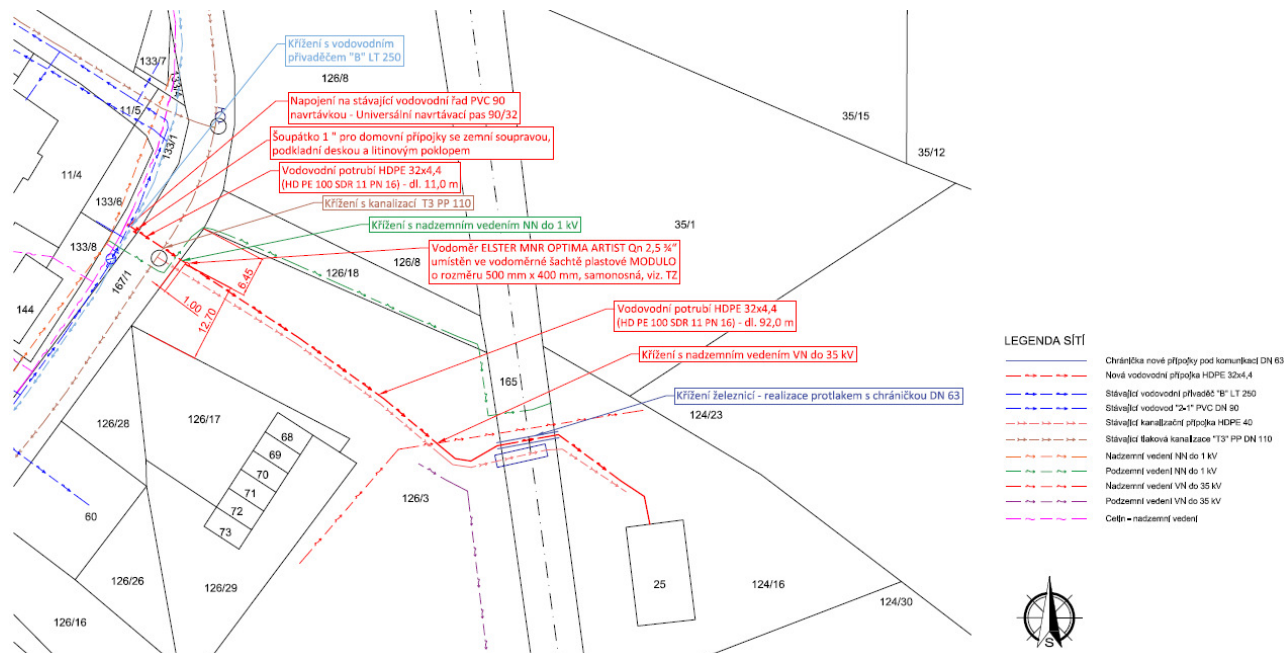 Křížení s vodovodním
přivaděčem "B" LT 250
Napojení na stávající vodovodní řad PVC 90
navrtávkou - Universální navrtávací pas 90/32
Šoupátko 1 " pro domovní přípojky se zemní soupravou,
podkladní deskou a litinovým poklopem
Vodovodní potrubí HDPE 32x4,4
(HD PE 100 SDR 11 PN 16) - dl. 11,0 m
Křížení s kanalizací T3 PP 110
Křížení s nadzemním vedením NN do 1 kV
Vodoměr ELSTER MNR OPTIMA ARTIST Qn 2,5 ¾"
umístěn ve vodoměrné šachtě plastové MODULO
o rozměru 500 mm x 400 mm, samonosná, viz. TZ
Vodovodní potrubí HDPE 32x4,4
(HD PE 100 SDR 11 PN 16) - dl. 92,0 m
Křížení s nadzemním vedením VN do 35 kV
Křížení železnicí - realizace protlakem s chráničkou DN 63
133/7
133/4
126/8
11/5
133/1
11/4
133/6
133/8
167/1
144
126/18
126/8
35/1
35/15
35/12
6.45
1.00
12.70
165
124/23
126/28
126/17
68
69
70
71
72
73
60
126/3
126/26
126/29
126/16
25
124/16
124/30
LEGENDA SÍTÍ
Chránička nové přípojky pod komunikací DN 63
Nová vodovodní přípojka HDPE 32x4,4
Stávající vodovodní přivaděč "B" LT 250
Stávající vodovod "2-1" PVC DN 90
Stávající kanalizační přípojka HDPE 40
Stávající tlaková kanalizace "T3" PP DN 110
Nadzemní vedení NN do 1 kV
Podzemní vedení NN do 1 kV
Nadzemní vedení VN do 35 kV
Podzemní vedení VN do 35 kV
Cetin - nadzemní vedení
S